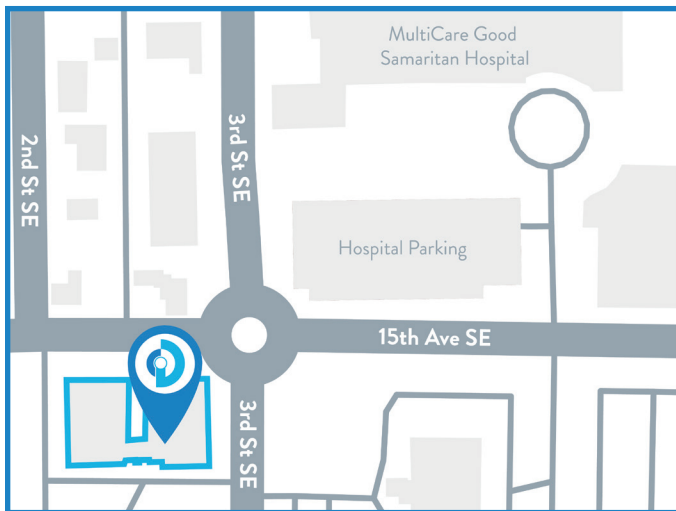 MultiCare Good
Samaritan Hospital
2nd St SE
3rd St SE
Hospital Parking
15th Ave SE
3rd St SE